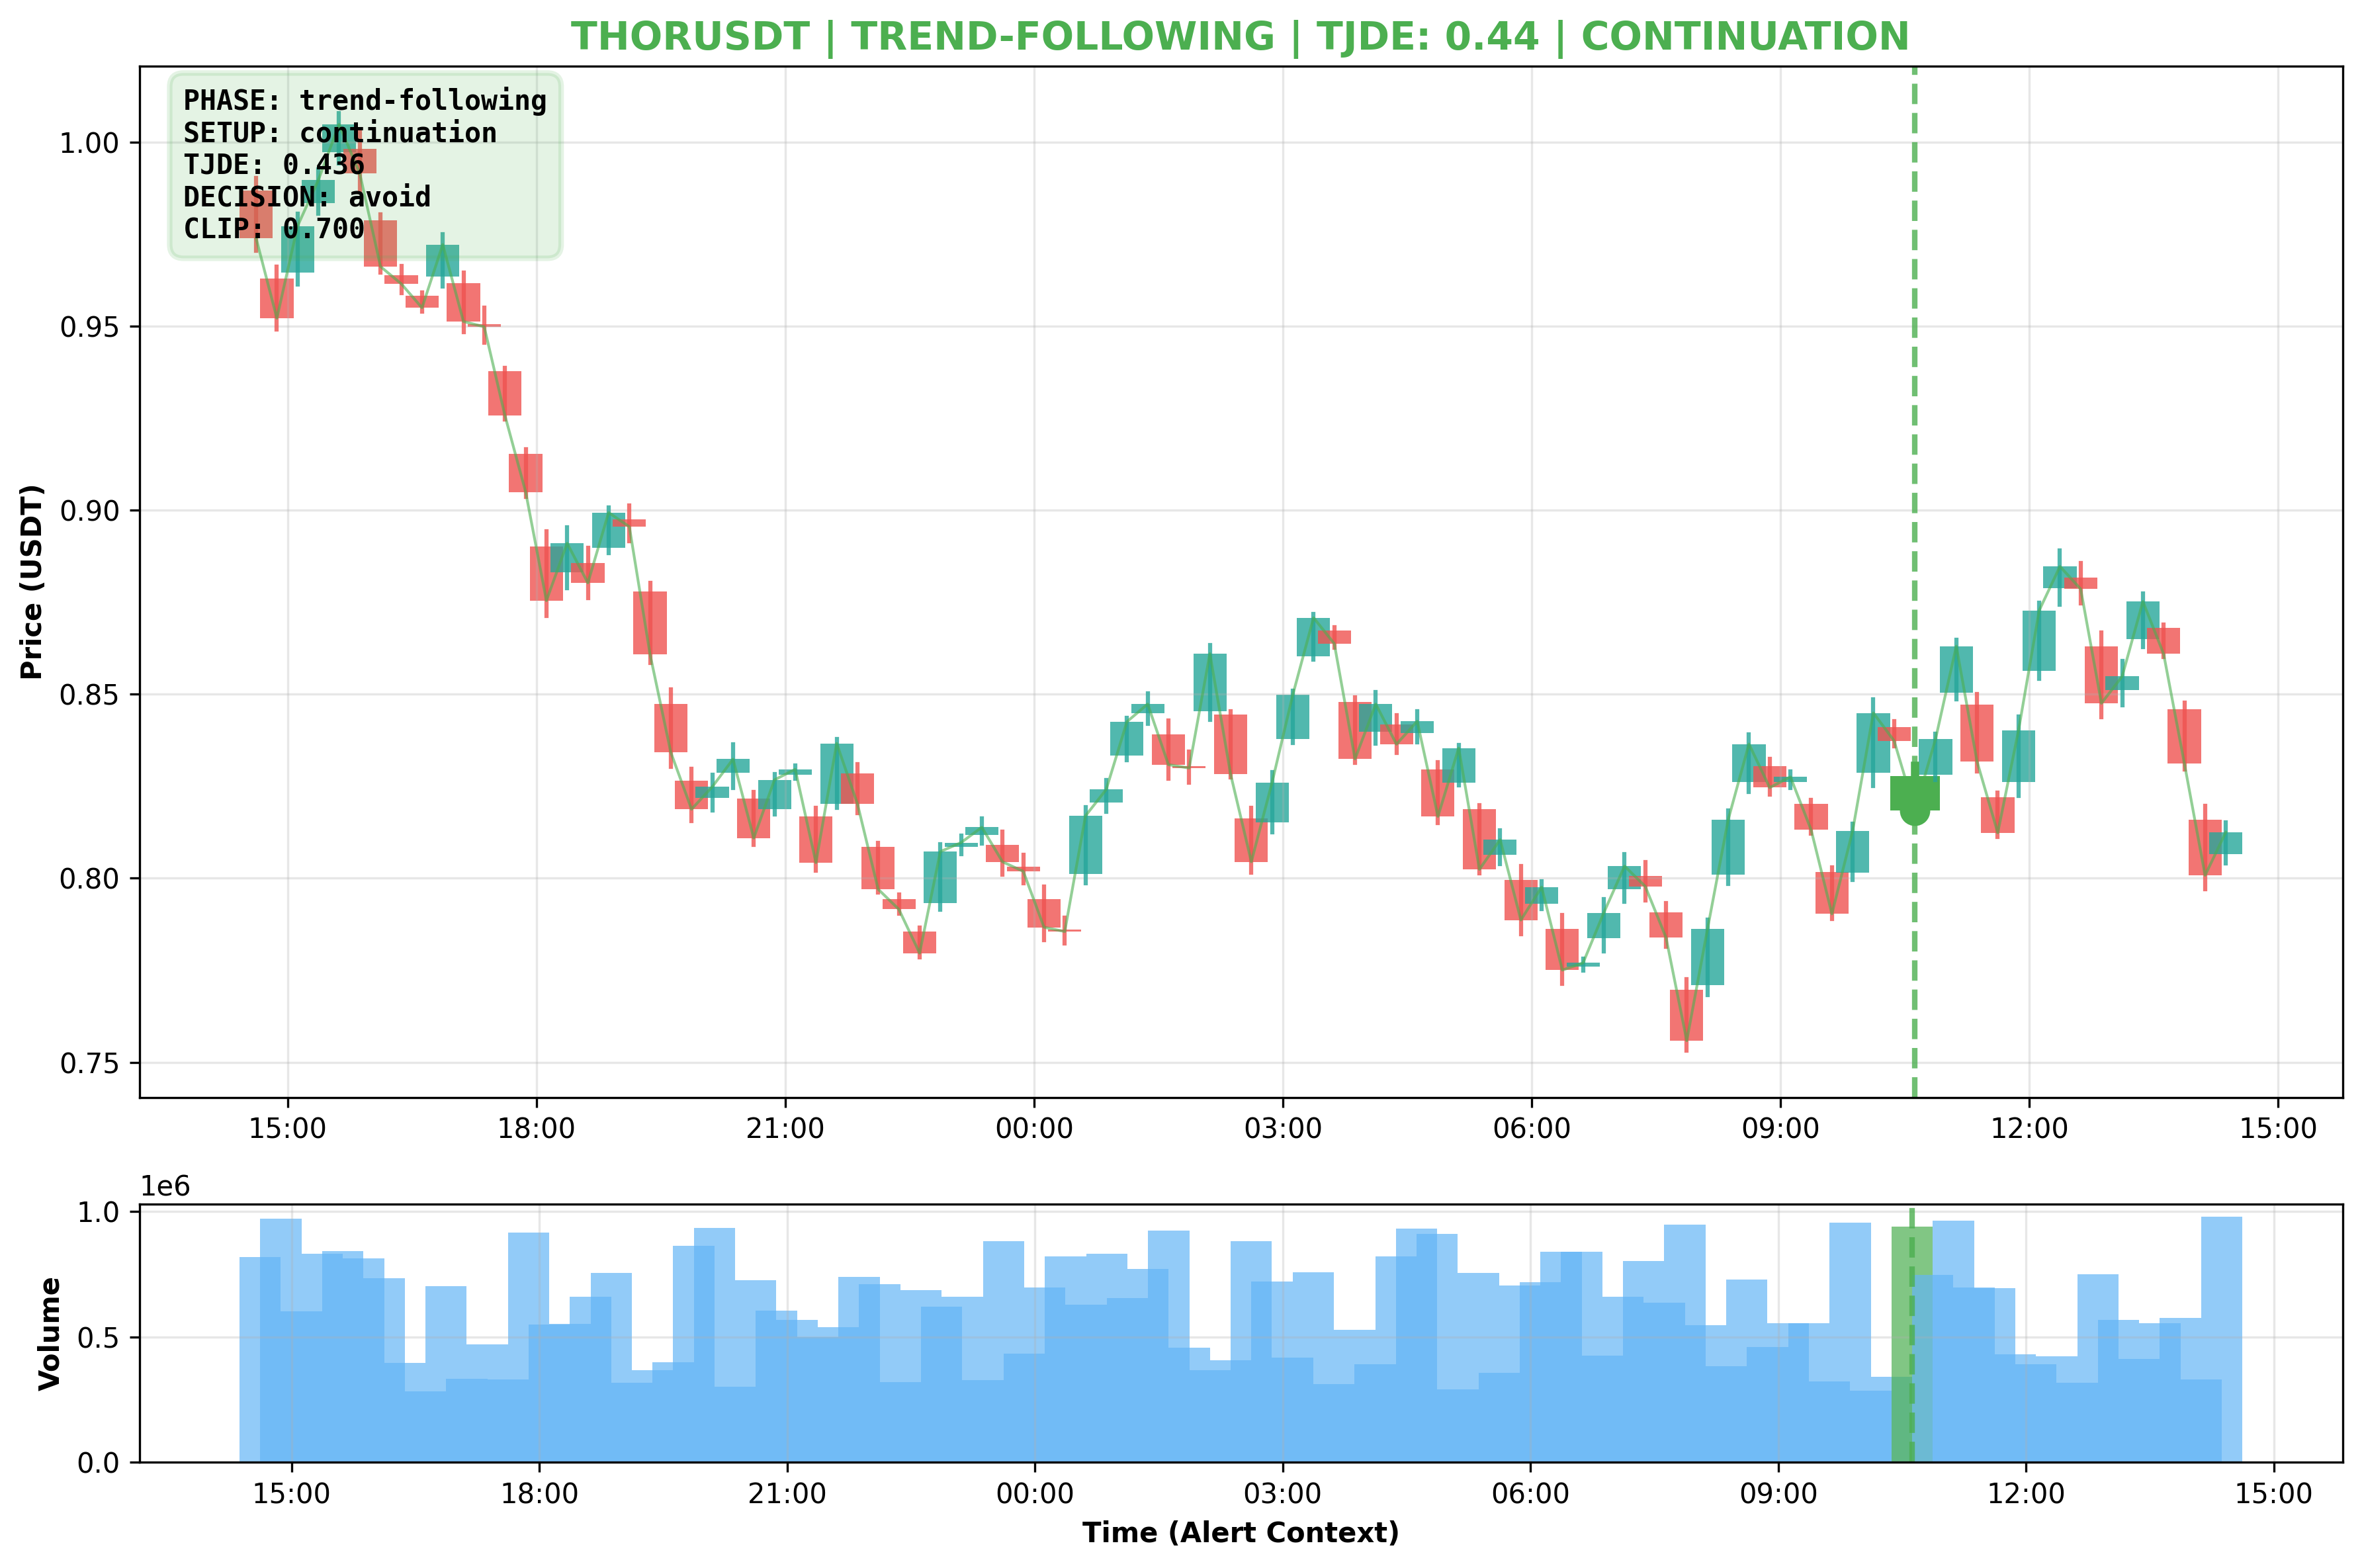 THORUSDT | TREND-FOLLOWING | TJDE: 0.44 | CONTINUATION
PHASE: trend-following
SETUP: continuation
TJDE: 0.436
DECISION: avoid
CLIP: 0.700
Price (USDT)
1.00
0.95
0.90
0.85
0.80
0.75
15:00 18:00 21:00 00:00 03:00 06:00 09:00 12:00 15:00
1e6
Volume
1.0
0.5
0.0
15:00 18:00 21:00 00:00 03:00 06:00 09:00 12:00 15:00
Time (Alert Context)